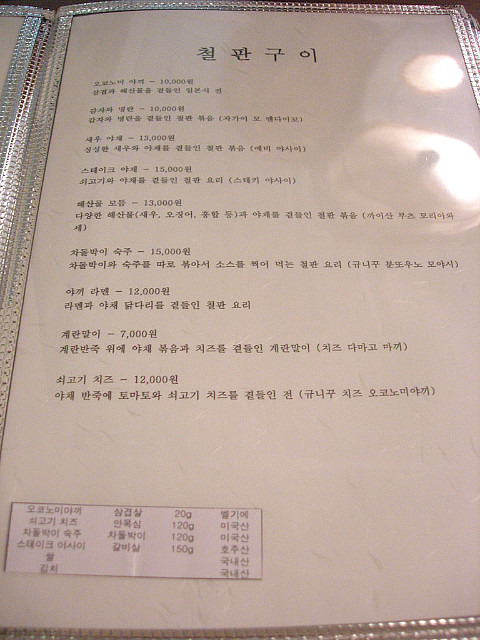 철판구이
오코노미 야끼 - 10,000원
삼겹과 해산물을 곁들인 일본식 전
감자와 명란 - 10,000원
감자와 명란을 곁들인 철판 볶음 (자가이 모 멘다이꼬)
새우 야채 - 13,000원
싱싱한 새우와 야채를 곁들인 철판 볶음 (에비 야사이)
스테이크 야채 - 15,000원
쇠고기와 야채를 곁들인 철판 요리 (스테키 야사이)
해산물 모듬 - 13,000원
다양한 해산물(새우, 오징어, 홍합 등)과 야채를 곁들인 철판 볶음 (까이산 부츠 모리아와
세)
차돌박이 숙주 - 15,000원
차돌박이와 숙주를 따로 볶아서 소스를 찍어 먹는 철판 요리 (규니꾸 분또우노 모야시)
야끼 라멘 - 12,000원
라멘과 야채 닭다리를 곁들인 철판 요리
계란말이 - 7,000원
계란반죽 위에 야채 볶음과 치즈를 곁들인 계란말이 (치즈 다마고 마끼)
쇠고기 치즈 - 12,000원
야채 반죽에 토마토와 쇠고기 치즈를 곁들인 전 (규니꾸 치즈 오코노미야끼)
오코노미야끼 삼겹살 20g 벨기에
쇠고기 치즈 안목심 120g 미국산
차돌박이 숙주 차돌박이 120g 미국산
스테이크 야사이 갈비살 150g 호주산
쌀 국내산
김치 국내산